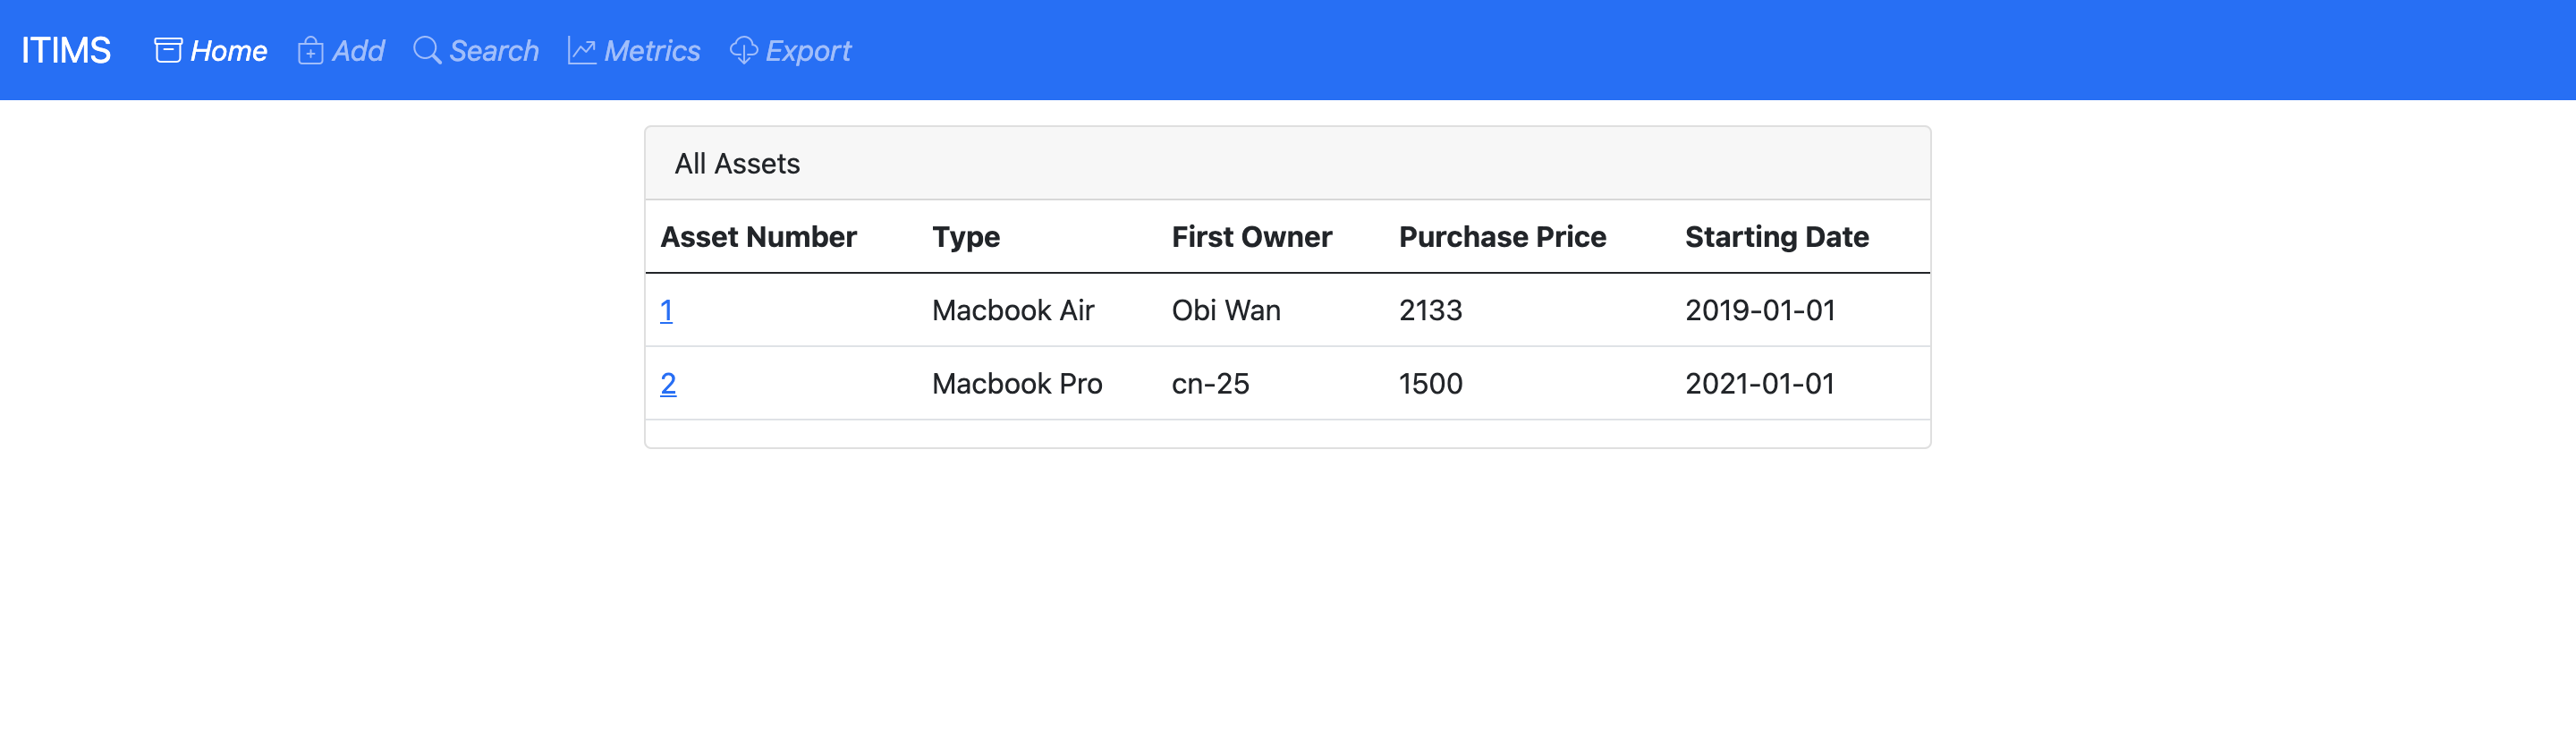 ITIMS Home Add Search Metrics Export
All Assets
Asset Number Type First Owner Purchase Price Starting Date
1 Macbook Air Obi Wan 2133 2019-01-01
2 Macbook Pro cn-25 1500 2021-01-01